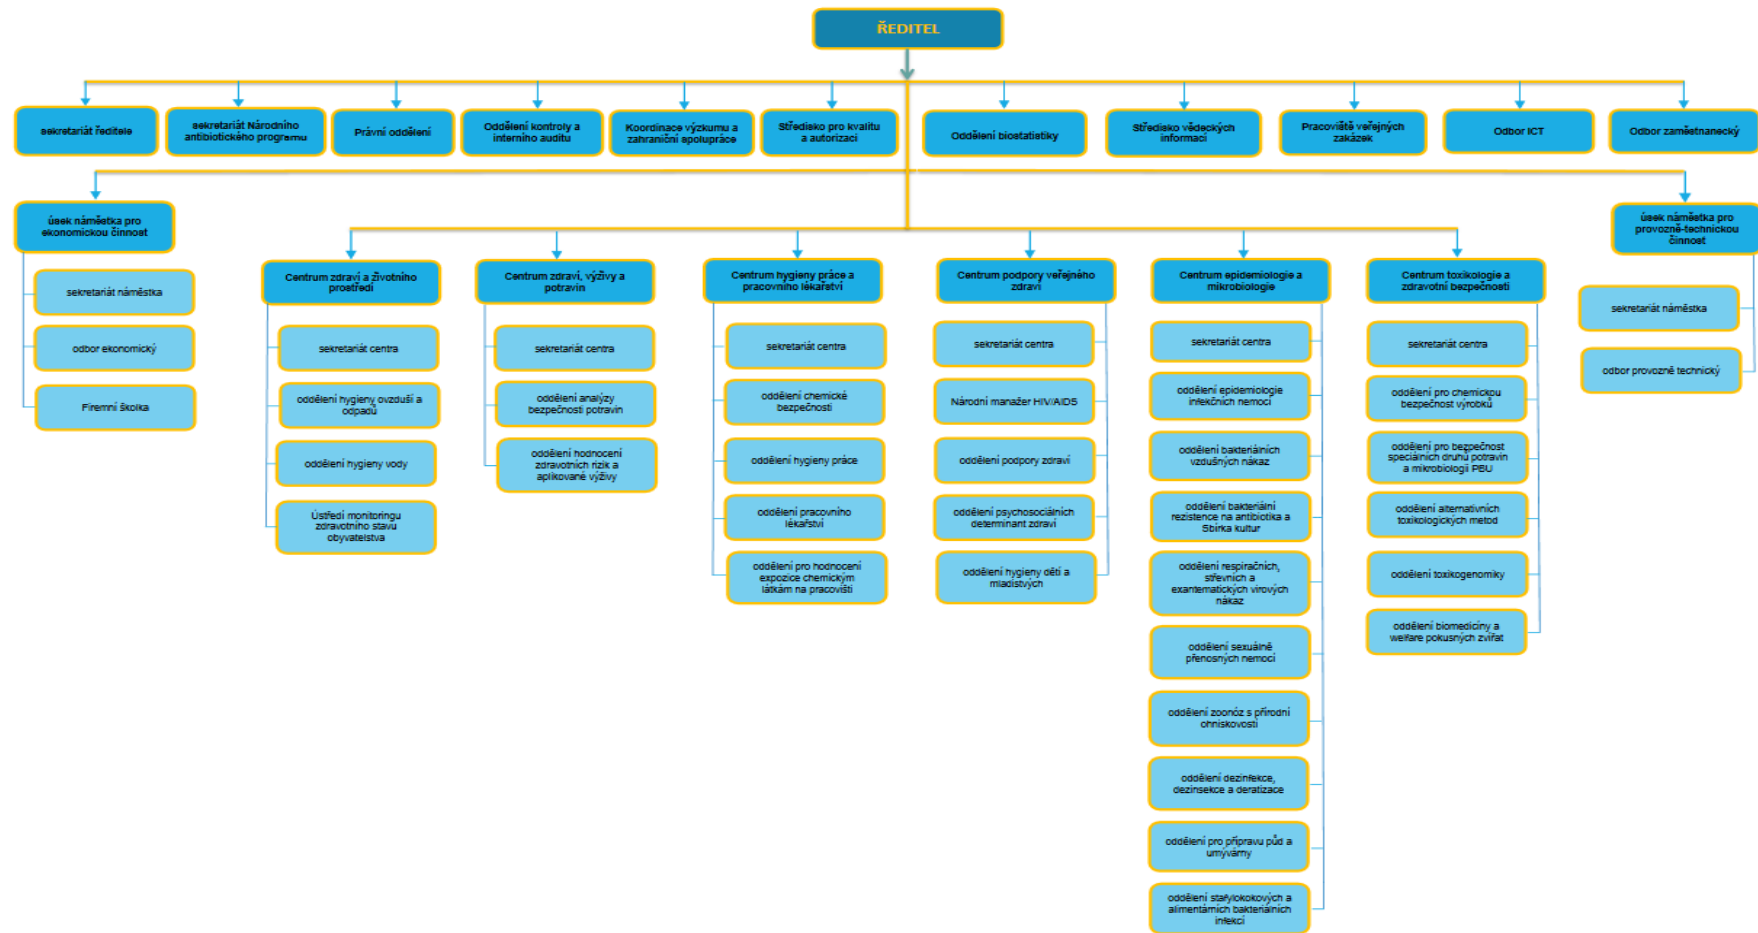 ŘEDITEL
sekretariát ředitele
sekretariát Národního
antibiotického programu
Právní oddělení
Oddělení kontroly a
interního auditu
Koordinace výzkumu a
zahraniční spolupráce
Středisko pro kvalitu
a autorizaci
Oddělení biostatistiky
Středisko vědeckých
informací
Pracoviště veřejných
zakázek
Odbor ICT
Odbor zaměstnanecký
úsek náměstka pro
ekonomickou činnost
úsek náměstka pro
provozně-technickou
činnost
sekretariát náměstka
odbor ekonomický
Firemní školka
Centrum zdraví a životního
prostředí
sekretariát centra
oddělení hygieny ovzduší a
odpadů
oddělení hygieny vody
Ústředí monitoringu
zdravotního stavu
obyvatelstva
Centrum zdraví, výživy a
potravin
sekretariát centra
oddělení analýzy
bezpečnosti potravin
oddělení hodnocení
zdravotních rizik a
aplikované výživy
Centrum hygieny práce a
pracovního lékařství
sekretariát centra
oddělení chemické
bezpečnosti
oddělení hygieny práce
oddělení pracovního
lékařství
oddělení pro hodnocení
expozice chemickým
látkám na pracovišti
Centrum podpory veřejného
zdraví
sekretariát centra
Národní manažer HIV/AIDS
oddělení podpory zdraví
oddělení psychosociálních
determinant zdraví
oddělení hygieny dětí a
mladistvých
Centrum epidemiologie a
mikrobiologie
sekretariát centra
oddělení epidemiologie
infekčních nemocí
oddělení bakteriálních
vzdušných nákaz
oddělení bakteriální
rezistence na antibiotika a
Sbírka kultur
oddělení respiračních,
střevních a
exantematických virových
nákaz
oddělení sexuálně
přenosných nemocí
oddělení zoonóz s přírodní
ohniskovostí
oddělení dezinfekce,
dezinsekce a deratizace
oddělení pro přípravu půd a
umývárny
oddělení stafylokokových a
alimentárních bakteriálních
infekcí
Centrum toxikologie a
zdravotní bezpečnosti
sekretariát centra
oddělení pro chemickou
bezpečnost výrobků
oddělení pro bezpečnost
speciálních druhů potravin
a mikrobiologii PBU
oddělení alternativních
toxikologických metod
oddělení toxikogenomiky
oddělení biomedicíny a
welfare pokusných zvířat
sekretariát náměstka
odbor provozně technický